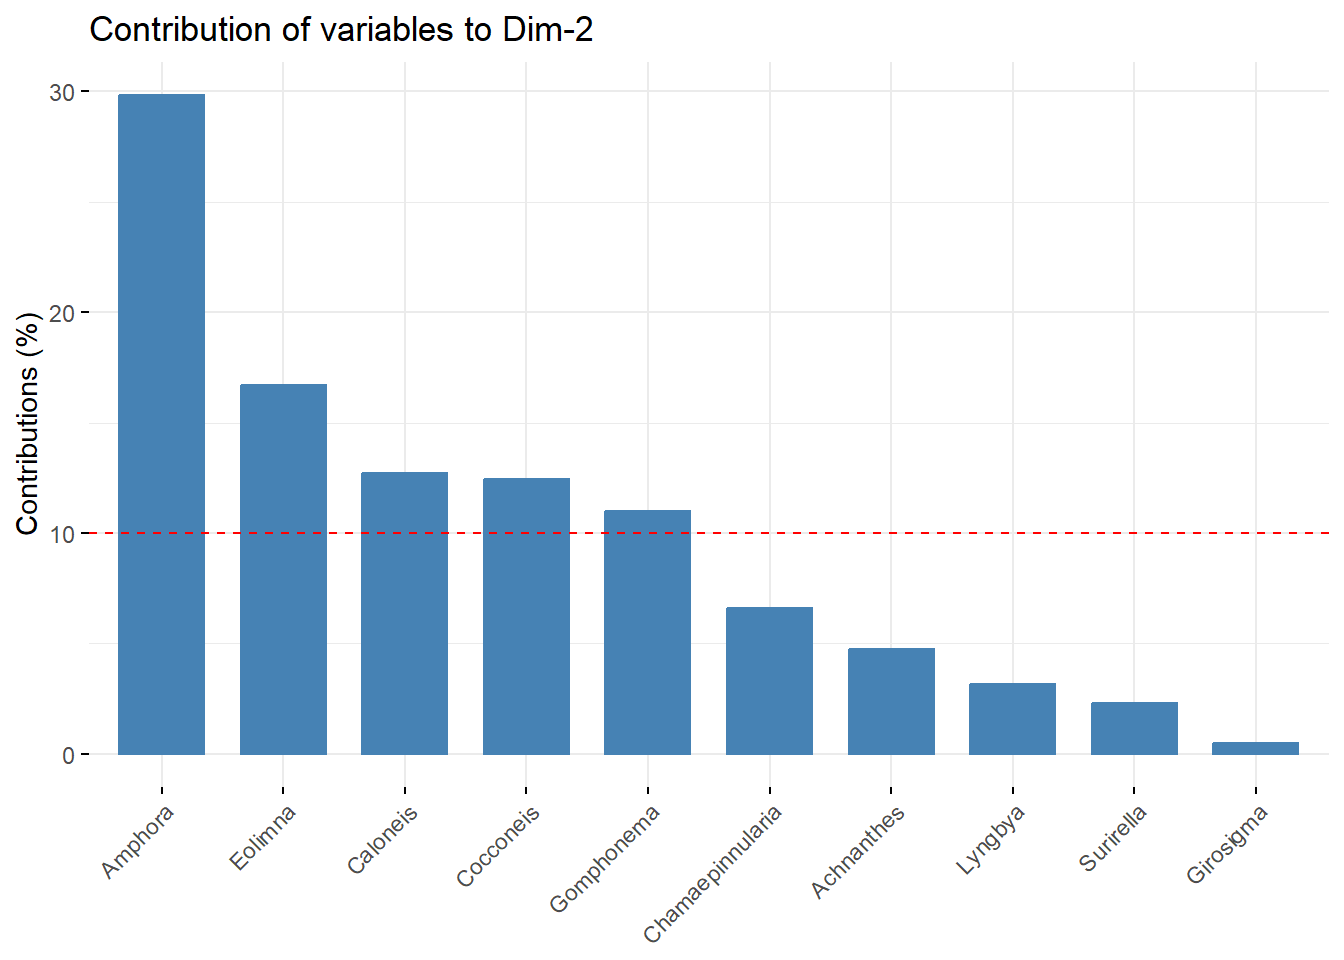 Contribution of variables to Dim-2
Contributions (%)
30
20
10
0
Amphora
Eolimna
Caloneis
Cocconeis
Gomphonema
Chamaepinnularia
Achnanthes
Lyngbya
Surirella
Girosigma